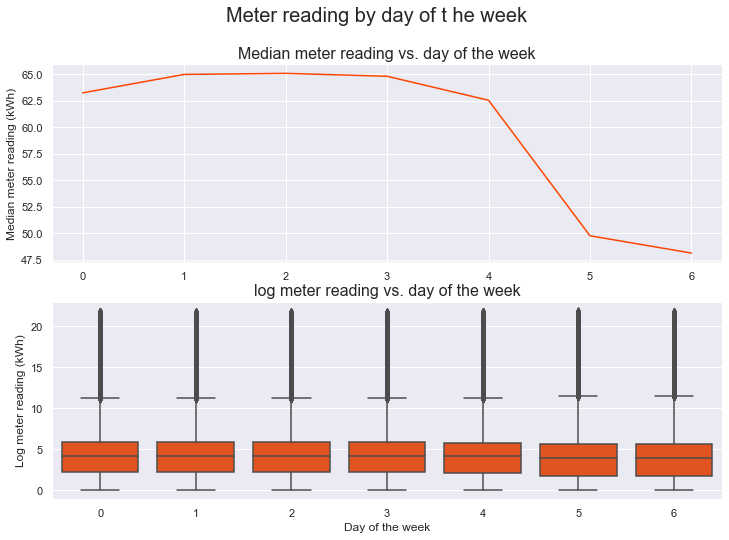 Meter reading by day of t he week
Median meter reading vs. day of the week
Median meter reading (kWh)
65.0
62.5
60.0
57.5
55.0
52.5
50.0
47.5
0 1 2 3 4 5 6
log meter reading vs. day of the week
Log meter reading (kWh)
20
15
10
5
0
0 1 2 3 4 5 6
Day of the week